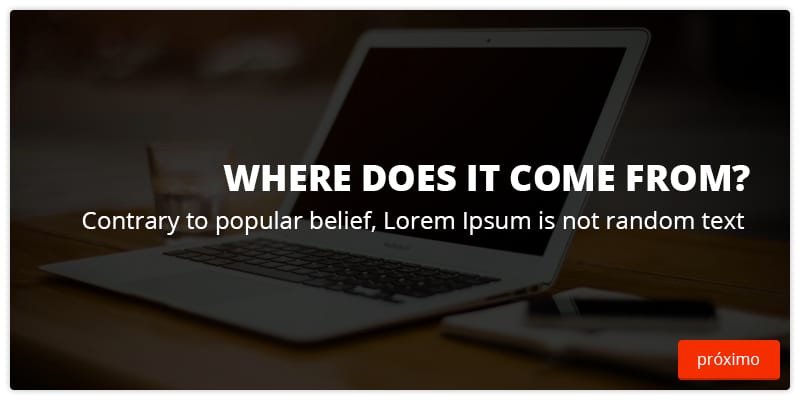 WHERE DOES IT COME FROM?
Contrary to popular belief, Lorem Ipsum is not random text
próximo